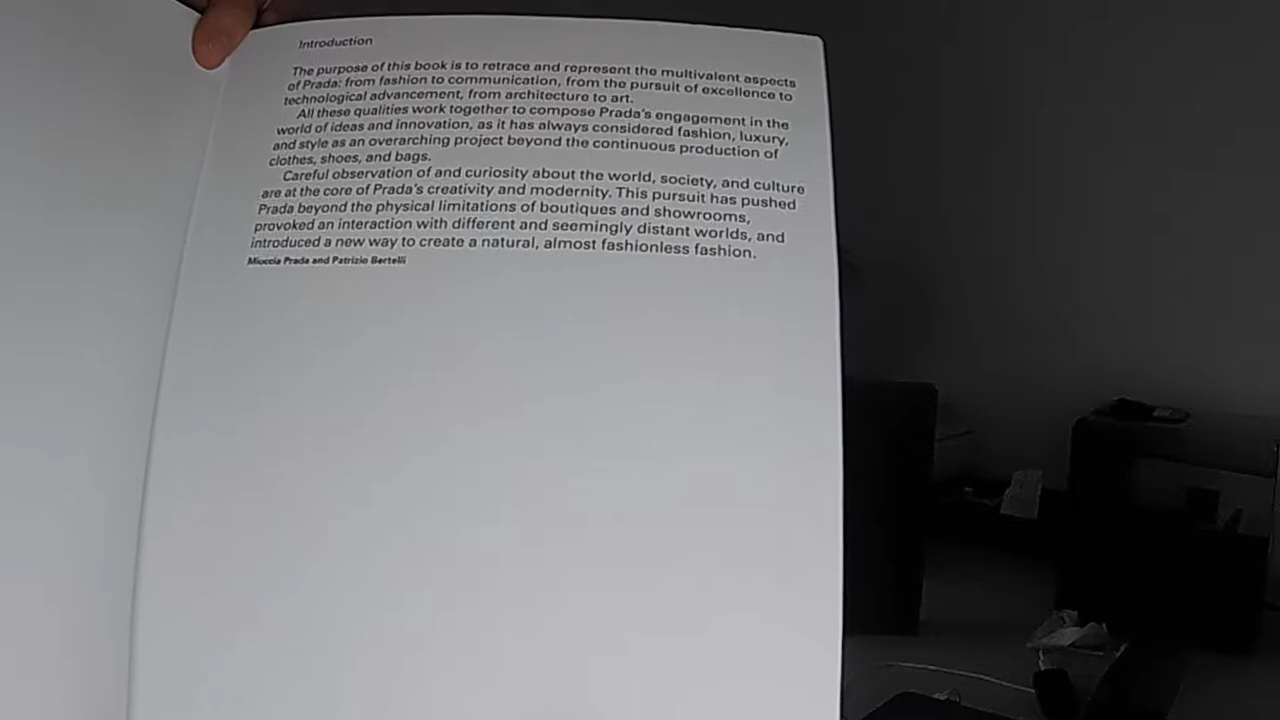 Introduction
The purpose of this book is to retrace and represent the multivalent aspects
of Prada: from fashion to communication, from the pursuit of excellence to
technological advancement, from architecture to art.
All these qualities work together to compose Prada's engagement in the
world of ideas and innovation, as it has always considered fashion, luxury,
and style as an overarching project beyond the continuous production of
clothes, shoes, and bags.
Careful observation of and curiosity about the world, society, and culture
are at the core of Prada's creativity and modernity. This pursuit has pushed
Prada beyond the physical limitations of boutiques and showrooms,
provoked an interaction with different and seemingly distant worlds, and
introduced a new way to create a natural, almost fashionless fashion.
Miuccia Prada and Patrizio Bertelli